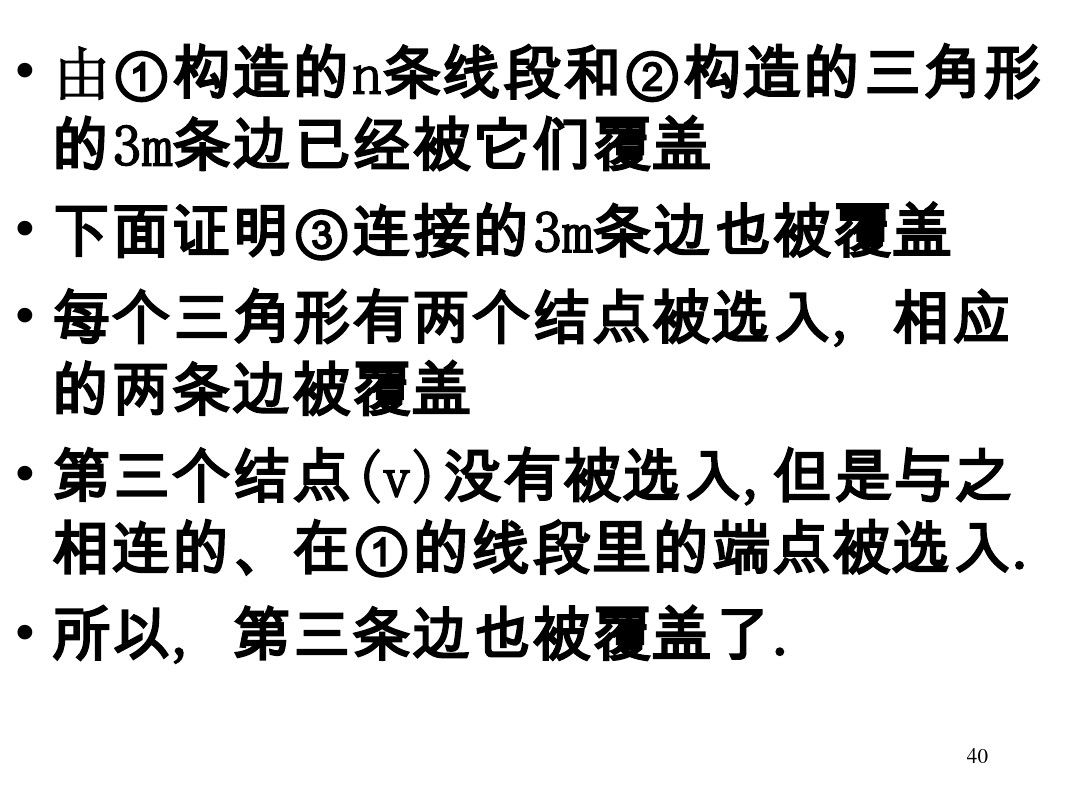 • 由①构造的n条线段和②构造的三角形
的3m条边已经被它们覆盖
• 下面证明③连接的3m条边也被覆盖
• 每个三角形有两个结点被选入, 相应
的两条边被覆盖
• 第三个结点(v)没有被选入,但是与之
相连的、在①的线段里的端点被选入.
• 所以, 第三条边也被覆盖了.
40